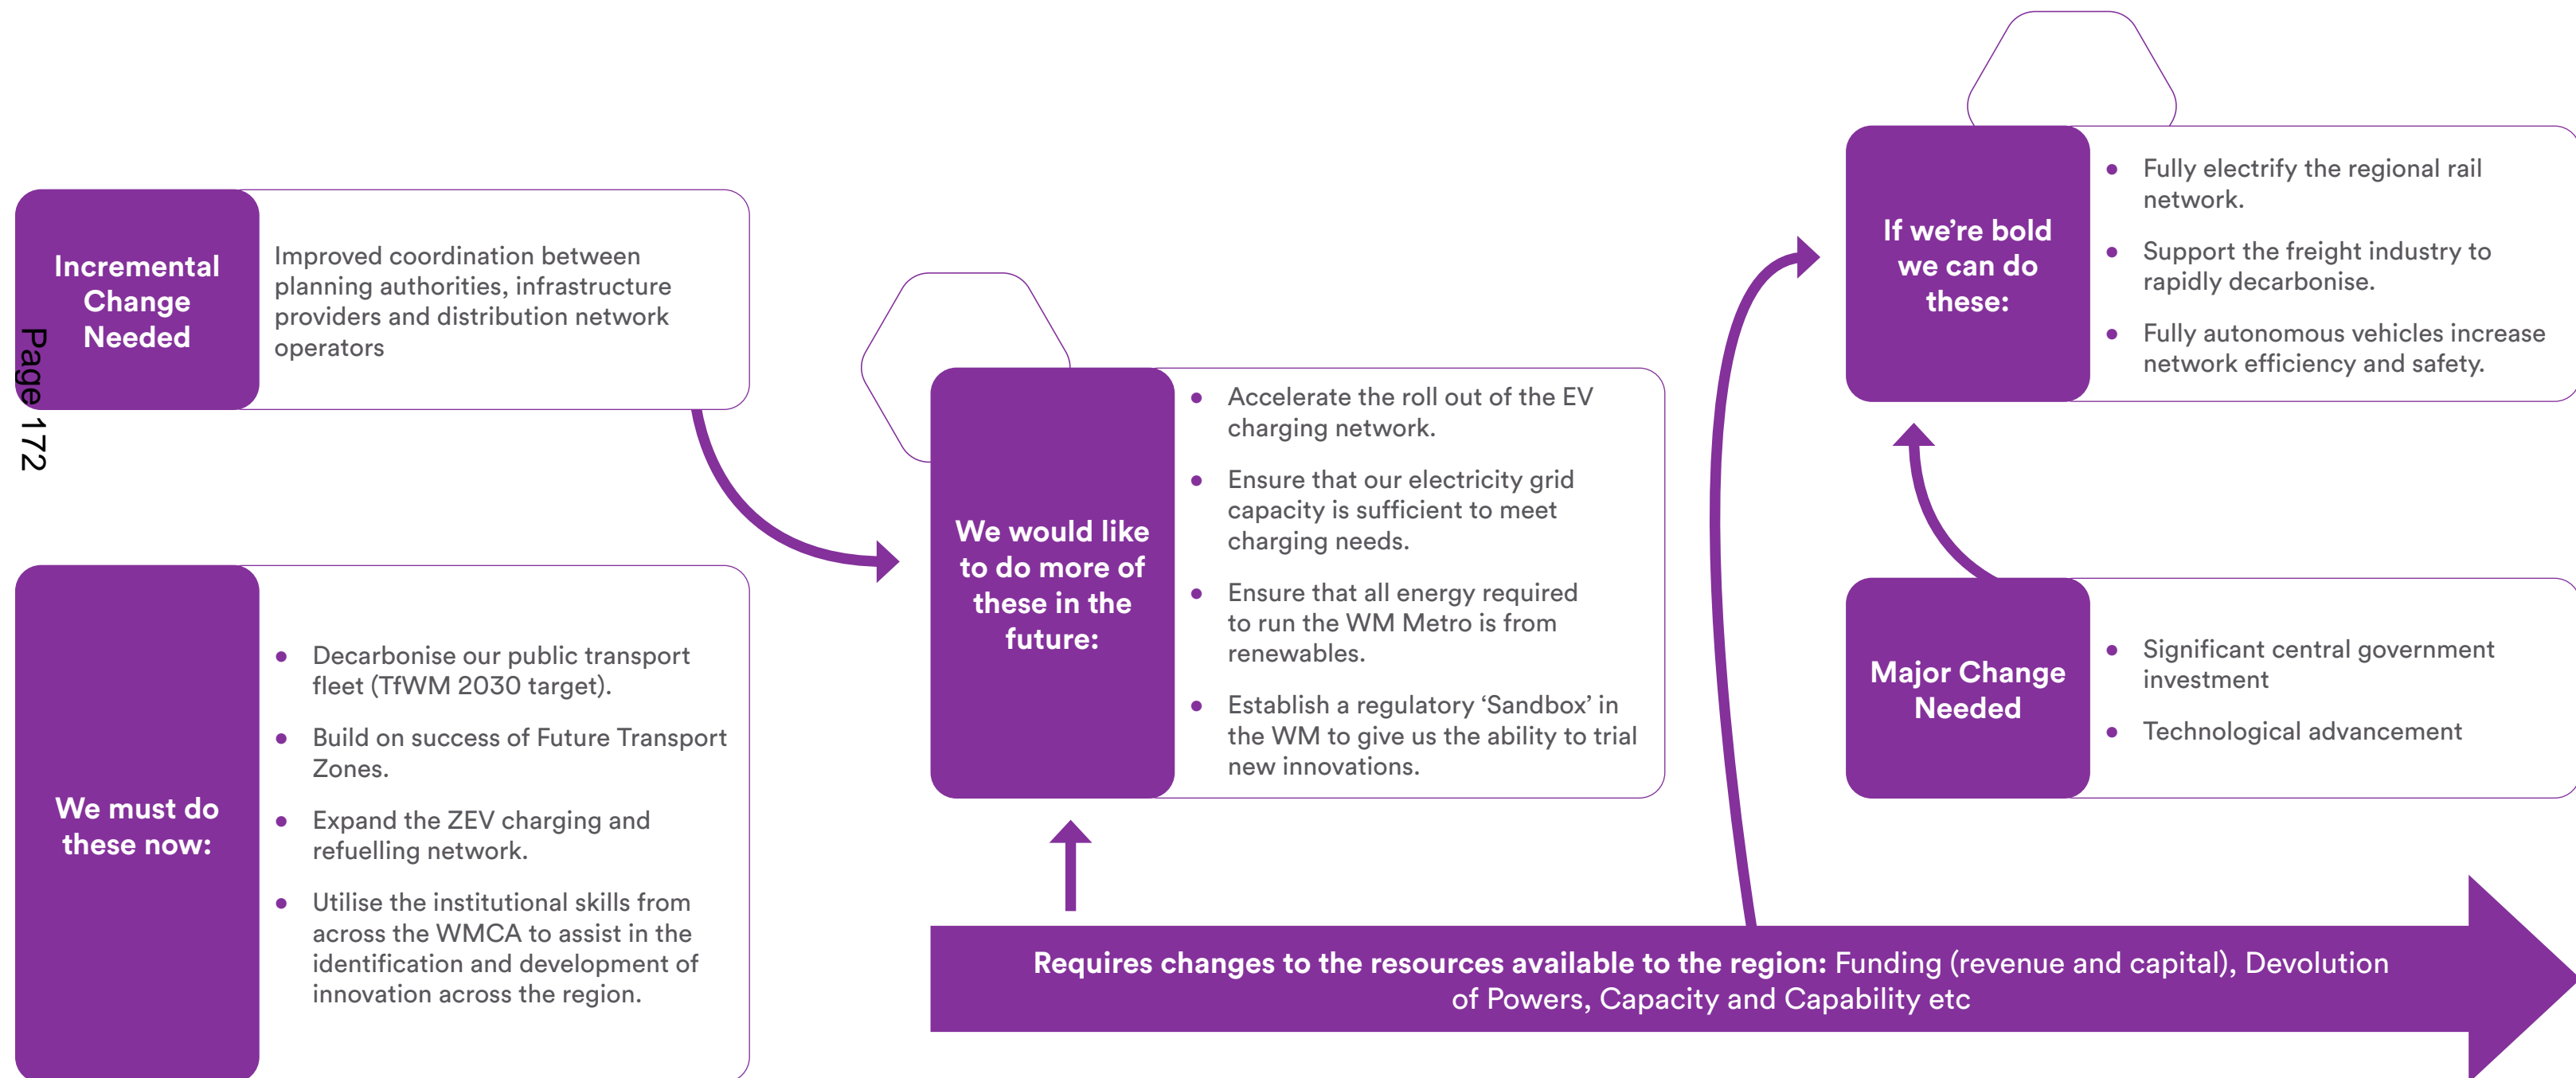 Incremental
Change
Needed
Improved coordination between
planning authorities, infrastructure
providers and distribution network
operators
Page 172
We must do
these now:
● Decarbonise our public transport
fleet (TfWM 2030 target).
● Build on success of Future Transport
Zones.
● Expand the ZEV charging and
refuelling network.
● Utilise the institutional skills from
across the WMCA to assist in the
identification and development of
innovation across the region.
We would like
to do more of
these in the
future:
● Accelerate the roll out of the EV
charging network.
● Ensure that our electricity grid
capacity is sufficient to meet
charging needs.
● Ensure that all energy required
to run the WM Metro is from
renewables.
● Establish a regulatory ‘Sandbox’ in
the WM to give us the ability to trial
new innovations.
If we’re bold
we can do
these:
● Fully electrify the regional rail
network.
● Support the freight industry to
rapidly decarbonise.
● Fully autonomous vehicles increase
network efficiency and safety.
Major Change
Needed
● Significant central government
investment
● Technological advancement
Requires changes to the resources available to the region: Funding (revenue and capital), Devolution
of Powers, Capacity and Capability etc